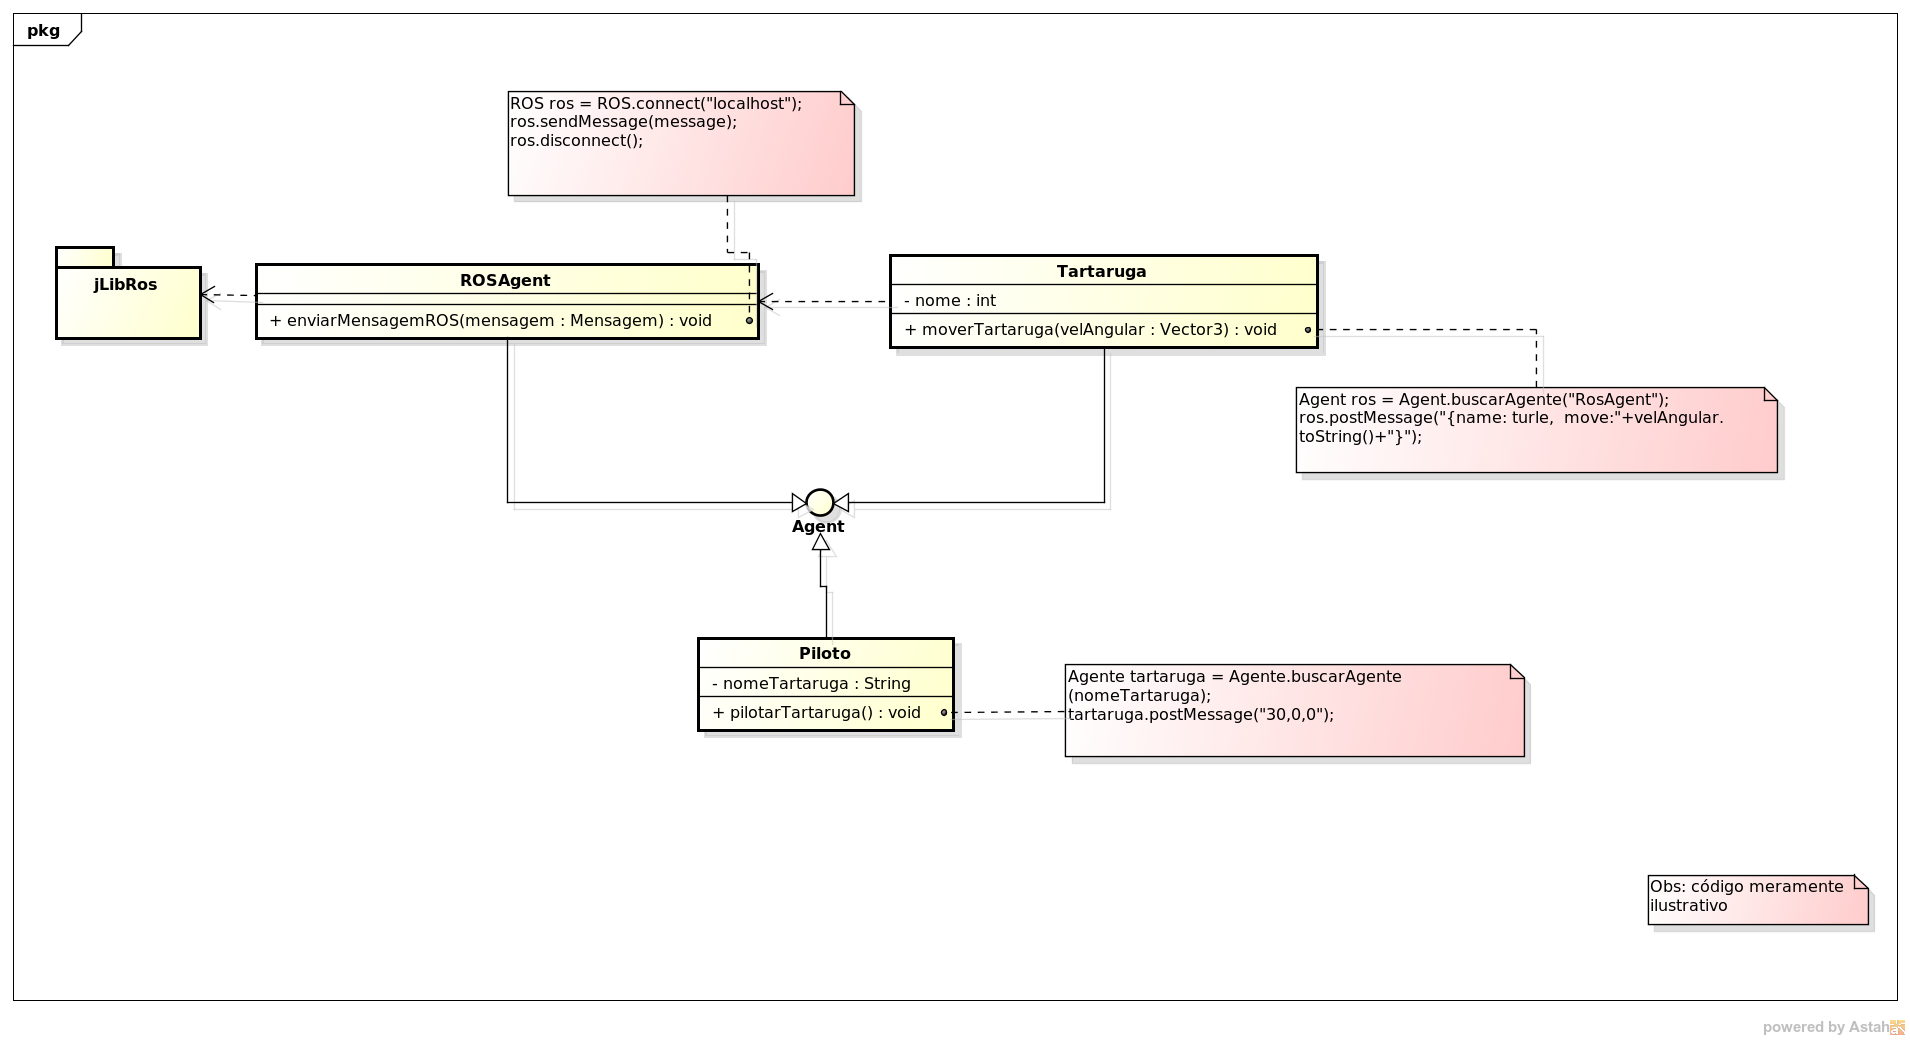 pkg
ROS ros = ROS.connect("localhost");
ros.sendMessage(message);
ros.disconnect();
jLibRos
ROSAgent
+ enviarMensagemROS(mensagem : Mensagem) : void
Tartaruga
- nome : int
+ moverTartaruga(velAngular : Vector3) : void
Agent ros = Agent.buscarAgente("RosAgent");
ros.postMessage("{name: turle,  move:"+velAngular.
toString()+"}");
Agent
Piloto
- nomeTartaruga : String
+ pilotarTartaruga() : void
Agente tartaruga = Agente.buscarAgente
(nomeTartaruga);
tartaruga.postMessage("30,0,0");
Obs: código meramente
ilustrativo
powered by Astah